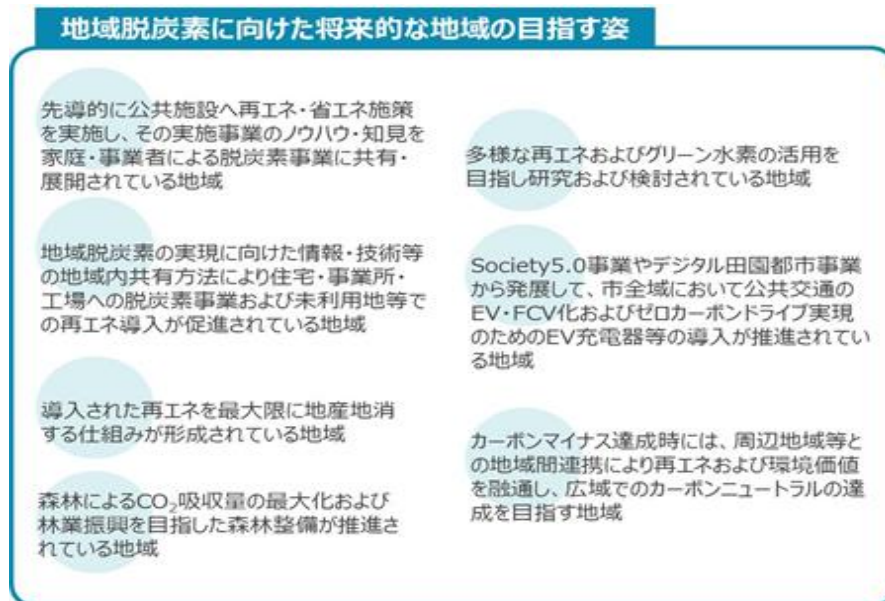 地域脱炭素に向けた将来的な地域の目指す姿
先導的に公共施設へ再エネ・省エネ施策
を実施し、その実施事業のノウハウ・知見を
家庭・事業者による脱炭素事業に共有・
展開されている地域
地域脱炭素の実現に向けた情報・技術等
の地域内共有方法により住宅・事業所・
工場への脱炭素事業および未利用地等で
の再エネ導入が促進されている地域
導入された再エネを最大限に地産地消
する仕組みが形成されている地域
森林によるCO₂吸収量の最大化および
林業振興を目指した森林整備が推進さ
れている地域
多様な再エネおよびグリーン水素の活用を
目指し研究および検討されている地域
Society5.0事業やデジタル田園都市事業
から発展して、市全域において公共交通の
EV・FCV化およびゼロカーボンドライブ実現
のためのEV充電器等の導入が推進されてい
る地域
カーボンマイナス達成時には、周辺地域等と
の地域間連携により再エネおよび環境価値
を融通し、広域でのカーボンニュートラルの達
成を目指す地域